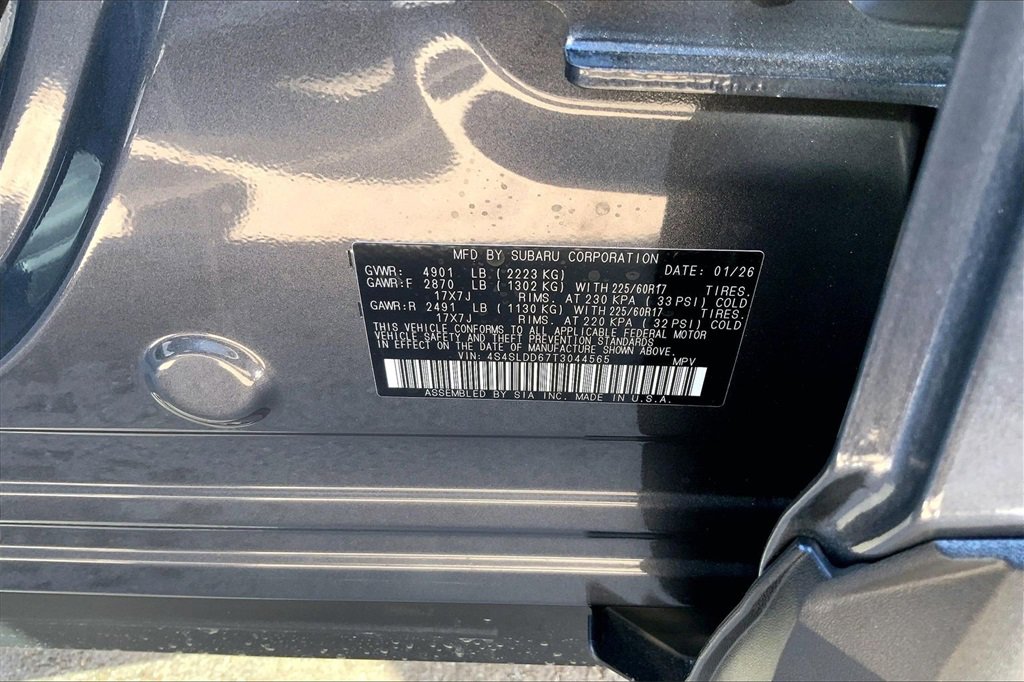 MFD BY SUBARU CORPORATION
GVWR: 4901 LB ( 2223 KG) DATE: 01/26
GAWR:F 2870 LB ( 1302 KG) WITH 225/60R17 TIRES.
17X7J RIMS. AT 230 KPA ( 33 PSI) COLD
GAWR:R 2491 LB ( 1130 KG) WITH 225/60R17 TIRES.
17X7J RIMS. AT 220 KPA ( 32 PSI) COLD
THIS VEHICLE CONFORMS TO ALL APPLICABLE FEDERAL MOTOR
VEHICLE SAFETY AND THEFT PREVENTION STANDARDS
IN EFFECT ON THE DATE OF MANUFACTURE SHOWN ABOVE.
VIN: 4S4SLDD67T3044565 MPV
ASSEMBLED BY SIA INC. MADE IN U.S.A.